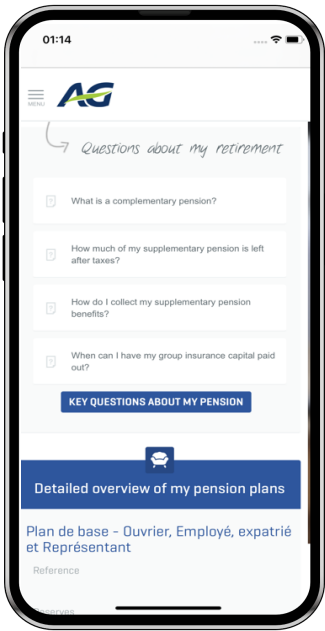 01:14
MENU
AG
Questions about my retirement
What is a complementary pension?
How much of my supplementary pension is left
after taxes?
How do I collect my supplementary pension
benefits?
When can I have my group insurance capital paid
out?
KEY QUESTIONS ABOUT MY PENSION
Detailed overview of my pension plans
Plan de base - Ouvrier, Employé, expatrié
et Représentant
Reference
Reserves